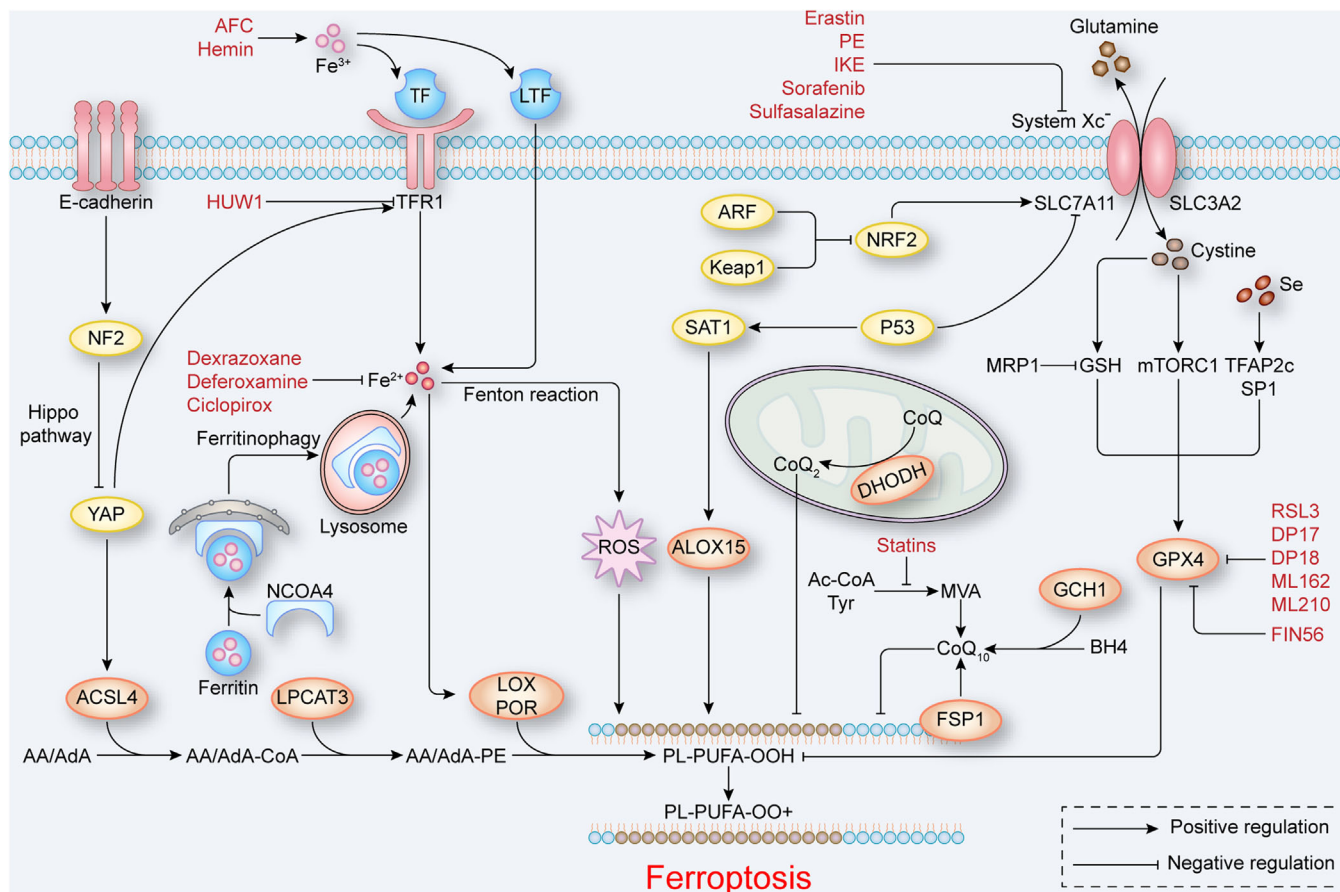 AFC
Hemin
Fe³⁺
TF
LTF
Erastin
PE
IKE
Sorafenib
Sulfasalazine
Glutamine
System Xc⁻
E-cadherin
HUW1
TFR1
SLC7A11
SLC3A2
ARF
Keap1
NRF2
Cystine
Se
NF2
SAT1
P53
MRP1
GSH
mTORC1
TFAP2c
SP1
Dexrazoxane
Deferoxamine
Ciclopirox
Fe²⁺
Fenton reaction
Hippo
pathway
Ferritinophagy
Lysosome
CoQ
CoQ₂
DHODH
YAP
ROS
ALOX15
Statins
Ac-CoA
Tyr
MVA
GCH1
GPX4
RSL3
DP17
DP18
ML162
ML210
FIN56
NCOA4
Ferritin
CoQ₁₀
BH4
ACSL4
LPCAT3
LOX
POR
FSP1
AA/AdA
AA/AdA-CoA
AA/AdA-PE
PL-PUFA-OOH
PL-PUFA-OO+
Positive regulation
Negative regulation
Ferroptosis